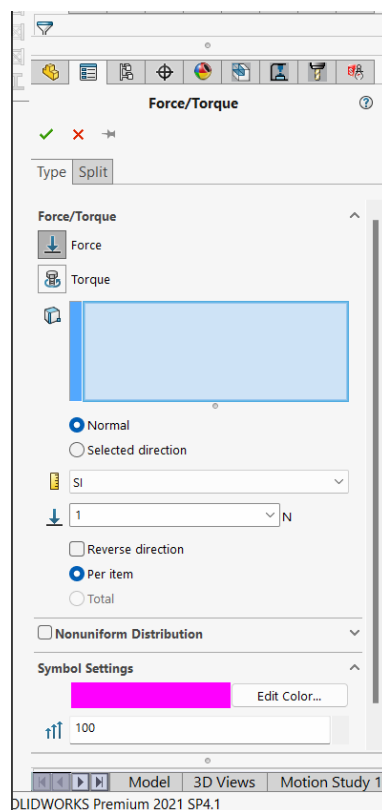 Force/Torque
Type Split
Force/Torque
Force
Torque
Normal
Selected direction
SI
1 N
Reverse direction
Per item
Total
Nonuniform Distribution
Symbol Settings
Edit Color...
100
Model 3D Views Motion Study 1
OLIDWORKS Premium 2021 SP4.1